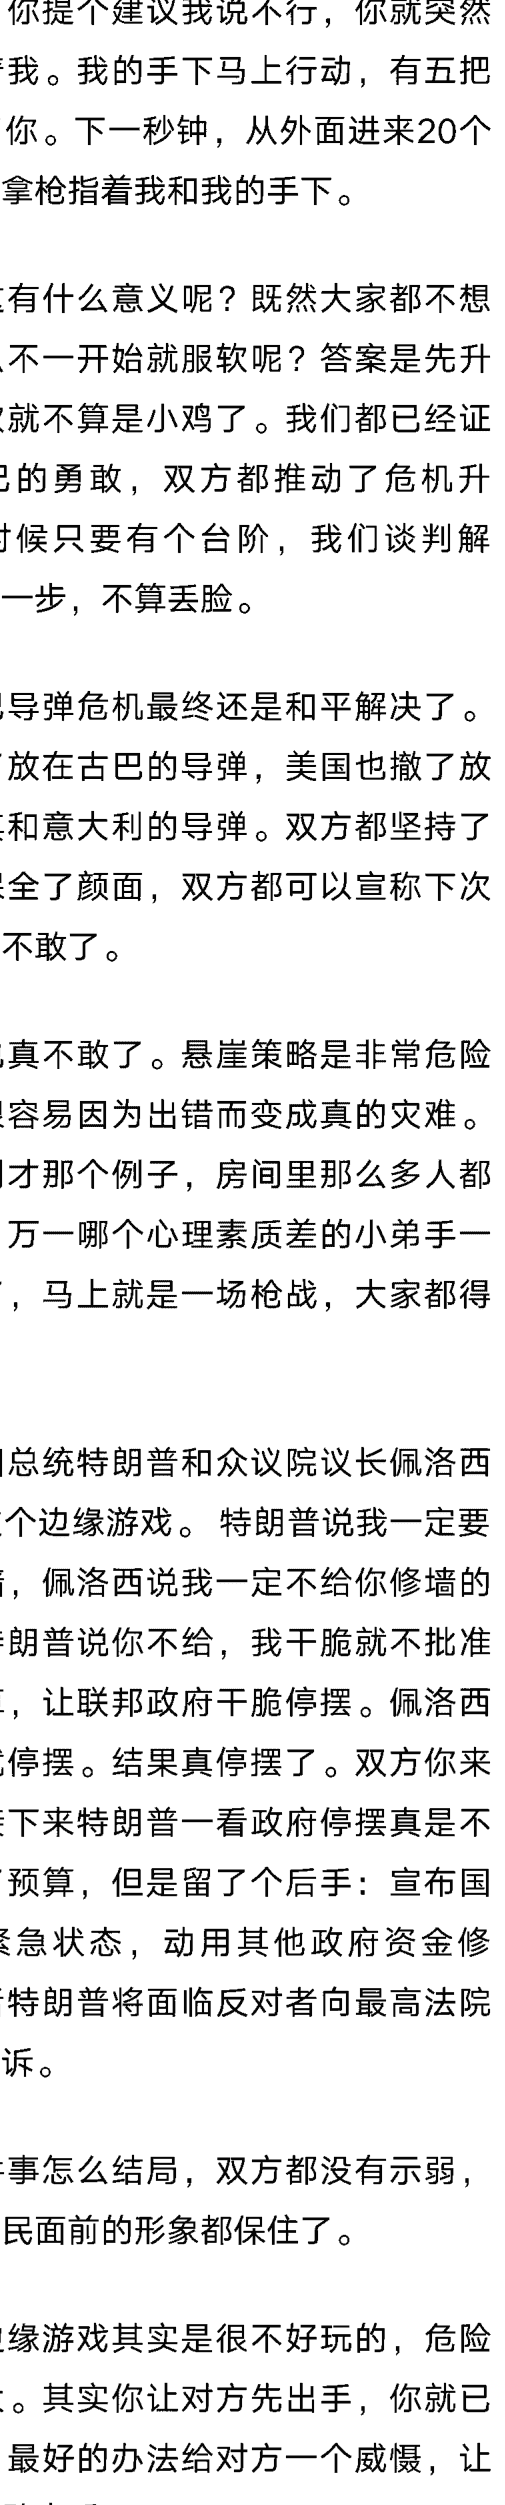 你提个建议我说不行，你就突然
我。我的手下马上行动，有五把
你。下一秒钟，从外面进来20个
拿枪指着我和我的手下。
有什么意义呢？既然大家都不想
不一开始就服软呢？答案是先升
就不算是小鸡了。我们都已经证
的勇敢，双方都推动了危机升
候只要有个台阶，我们谈判解
一步，不算丢脸。
导弹危机最终还是和平解决了。
放在古巴的导弹，美国也撤了放
和意大利的导弹。双方都坚持了
全了颜面，双方都可以宣称下次
不敢了。
真不敢了。悬崖策略是非常危险
容易因为出错而变成真的灾难。
才那个例子，房间里那么多人都
万一哪个心理素质差的小弟手一
，马上就是一场枪战，大家都得
总统特朗普和众议院议长佩洛西
个边缘游戏。特朗普说我一定要
，佩洛西说我一定不给你修墙的
朗普说你不给，我干脆就不批准
，让联邦政府干脆停摆。佩洛西
停摆。结果真停摆了。双方你来
下来特朗普一看政府停摆真是不
预算，但是留了个后手：宣布国
紧急状态，动用其他政府资金修
特朗普将面临反对者向最高法院
诉。
事怎么结局，双方都没有示弱，
民面前的形象都保住了。
缘游戏其实是很不好玩的，危险
。其实你让对方先出手，你就已
最好的办法给对方一个威慑，让